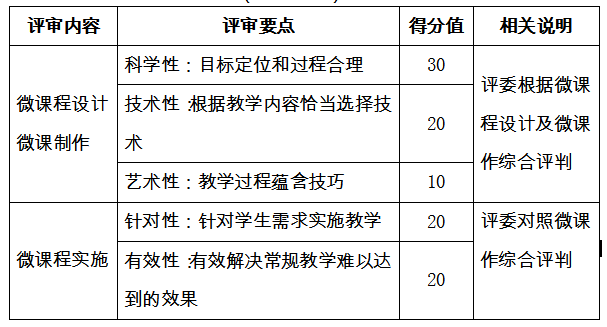 评审内容 评审要点 得分值 相关说明
微课程设计
微课制作
科学性：目标定位和过程合理 30
技术性：根据教学内容恰当选择技
术
20
艺术性：教学过程蕴含技巧 10
评委根据微课
程设计及微课
作综合评判
微课程实施
针对性：针对学生需求实施教学 20
有效性：有效解决常规教学难以达
到的效果
20
评委对照微课
作综合评判